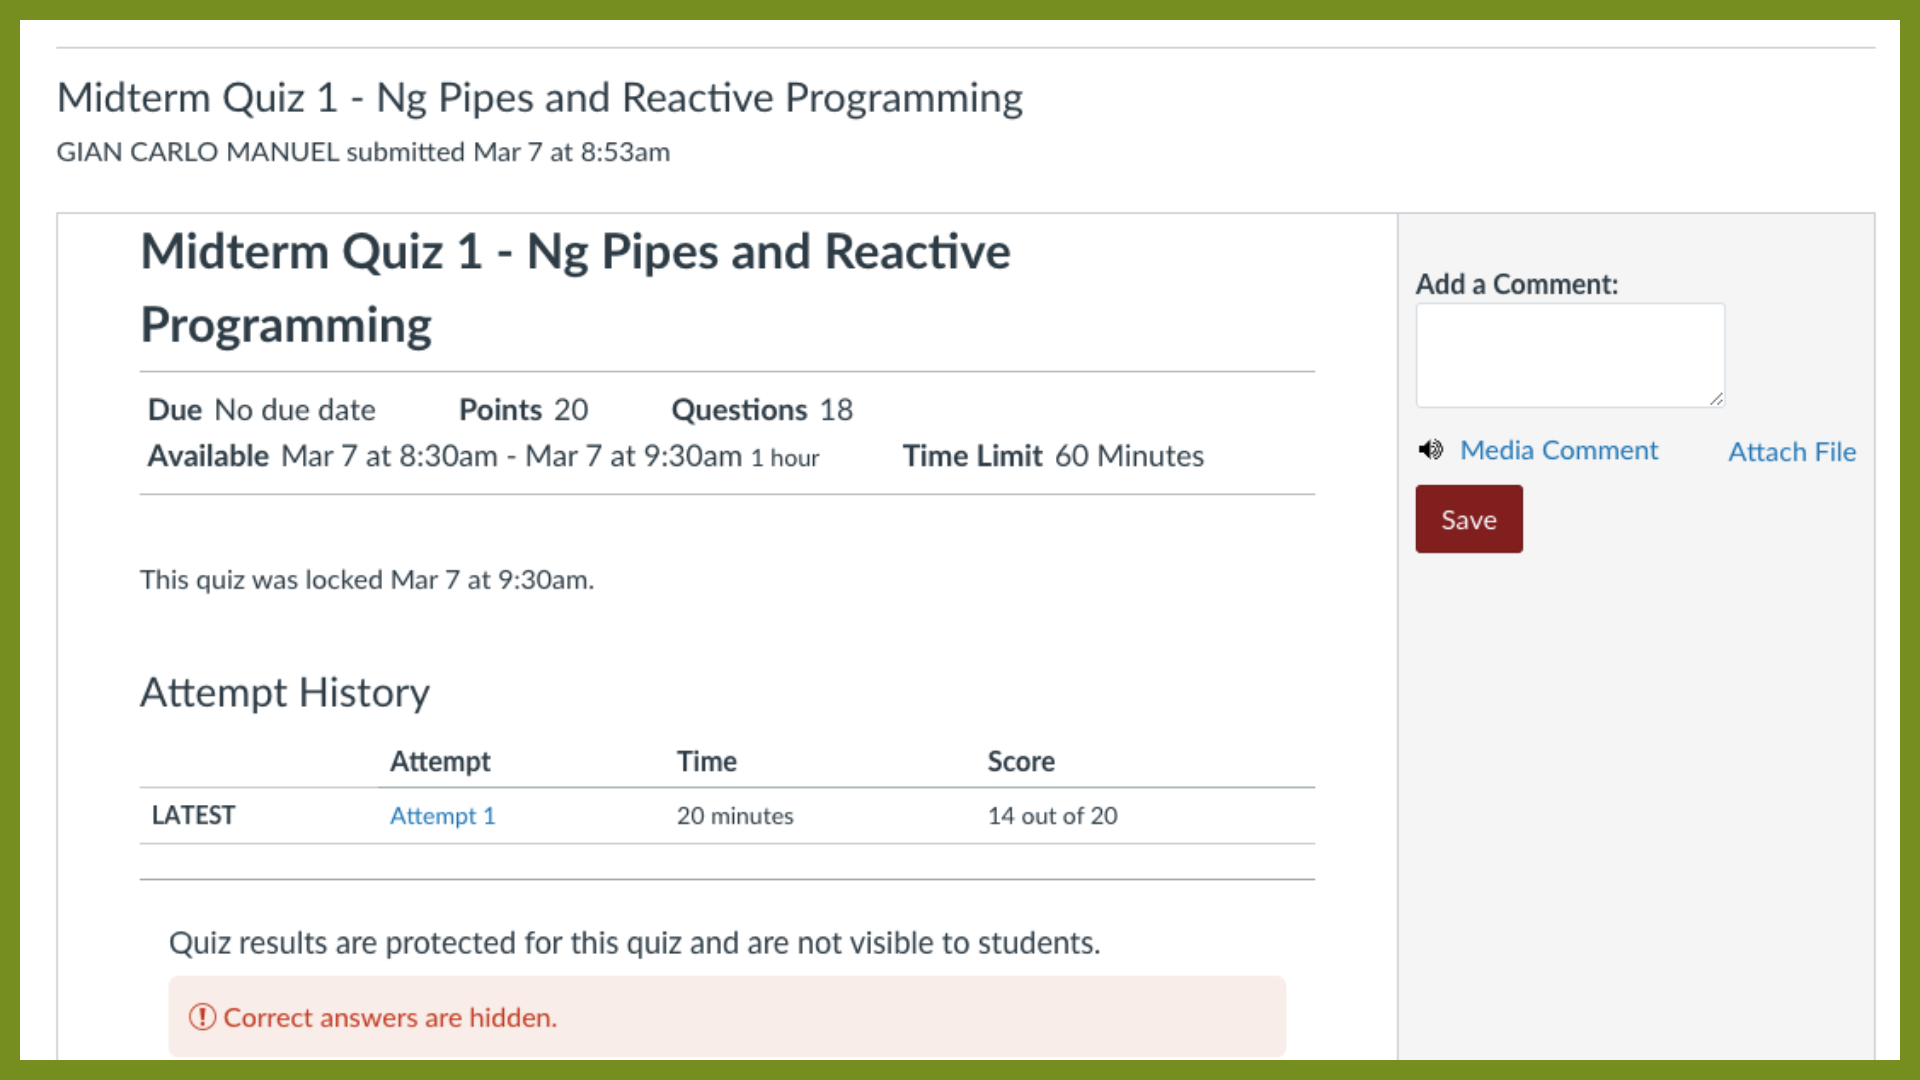 Midterm Quiz 1 - Ng Pipes and Reactive Programming
GIAN CARLO MANUEL submitted Mar 7 at 8:53am
Midterm Quiz 1 - Ng Pipes and Reactive
Programming
Due No due date Points 20 Questions 18
Available Mar 7 at 8:30am - Mar 7 at 9:30am 1 hour Time Limit 60 Minutes
This quiz was locked Mar 7 at 9:30am.
Attempt History
Attempt Time Score
LATEST Attempt 1 20 minutes 14 out of 20
Quiz results are protected for this quiz and are not visible to students.
Correct answers are hidden.
Add a Comment:
Media Comment Attach File
Save